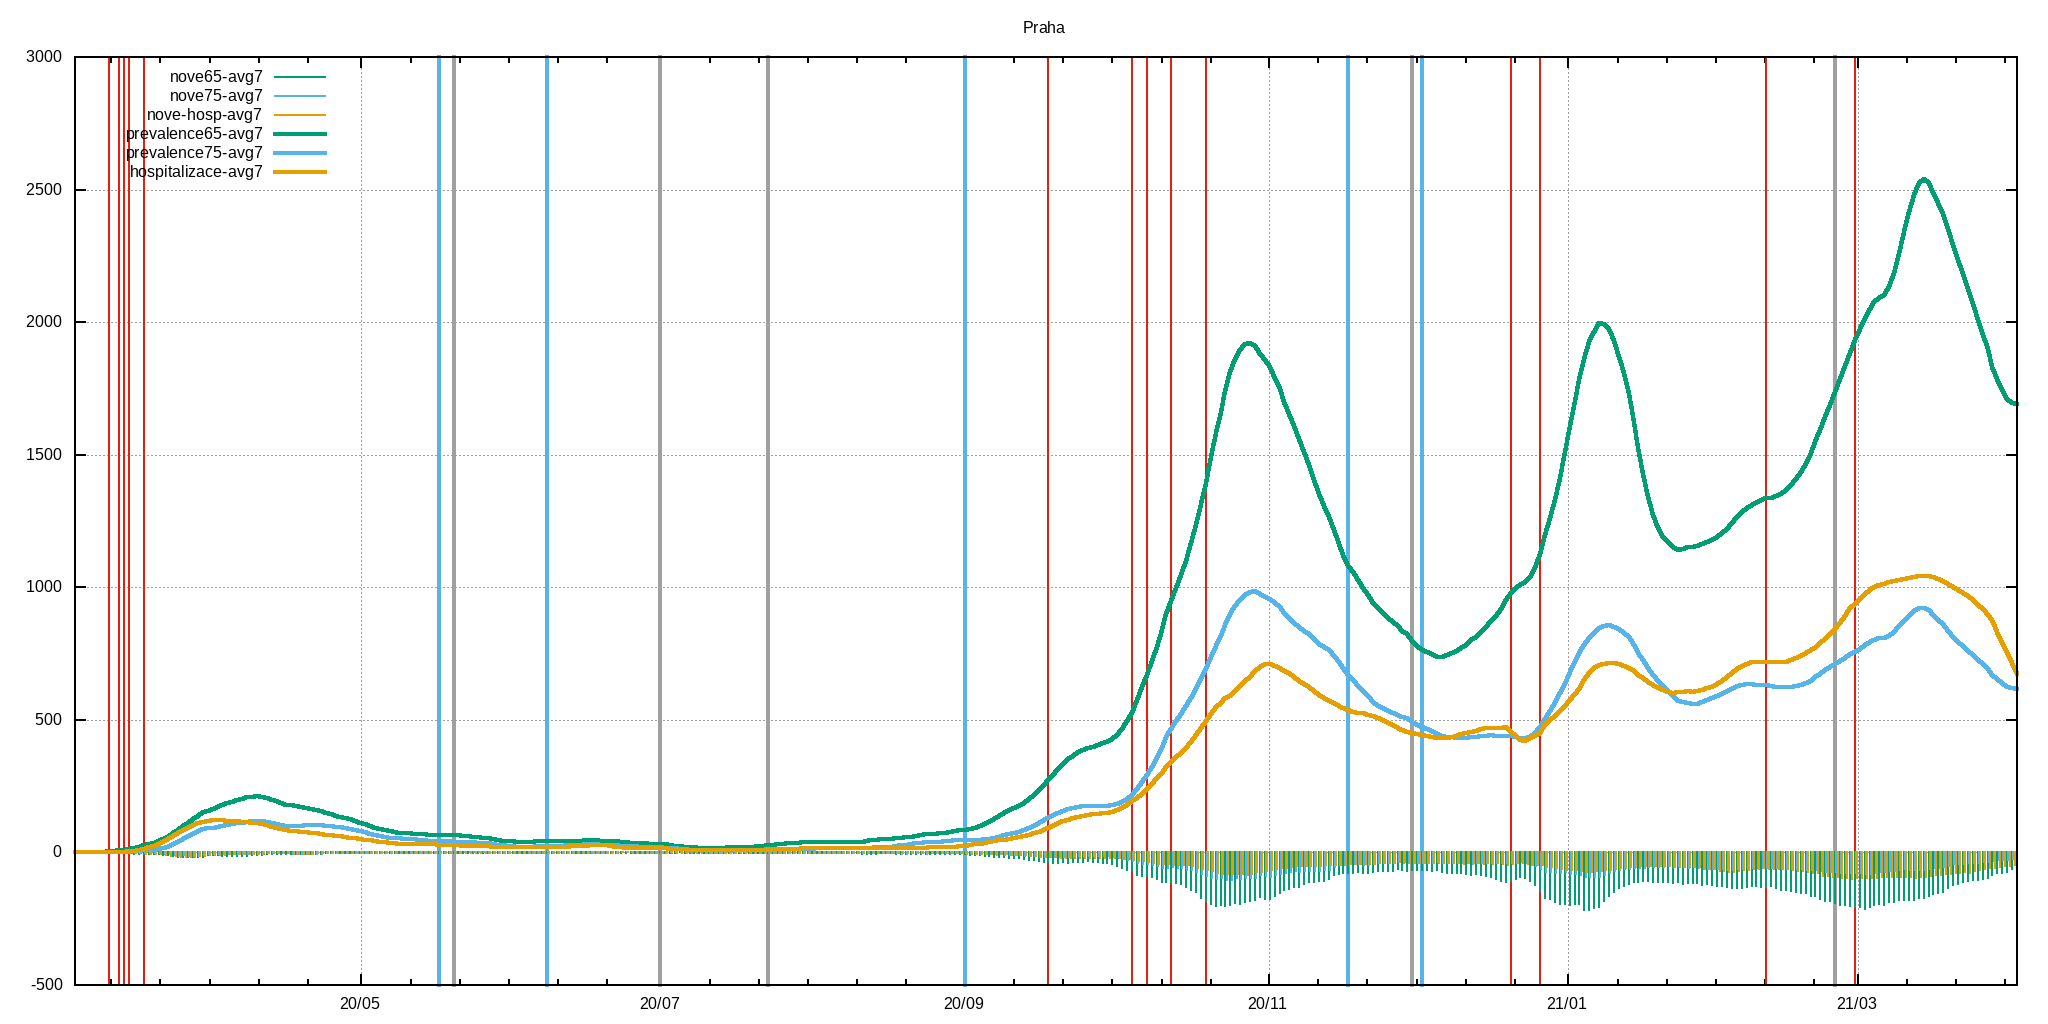 Praha
3000
nove65-avg7
nove75-avg7
nove-hosp-avg7
prevalence65-avg7
prevalence75-avg7
hospitalizace-avg7
2500
2000
1500
1000
500
0
-500
20/05 20/07 20/09 20/11 21/01 21/03